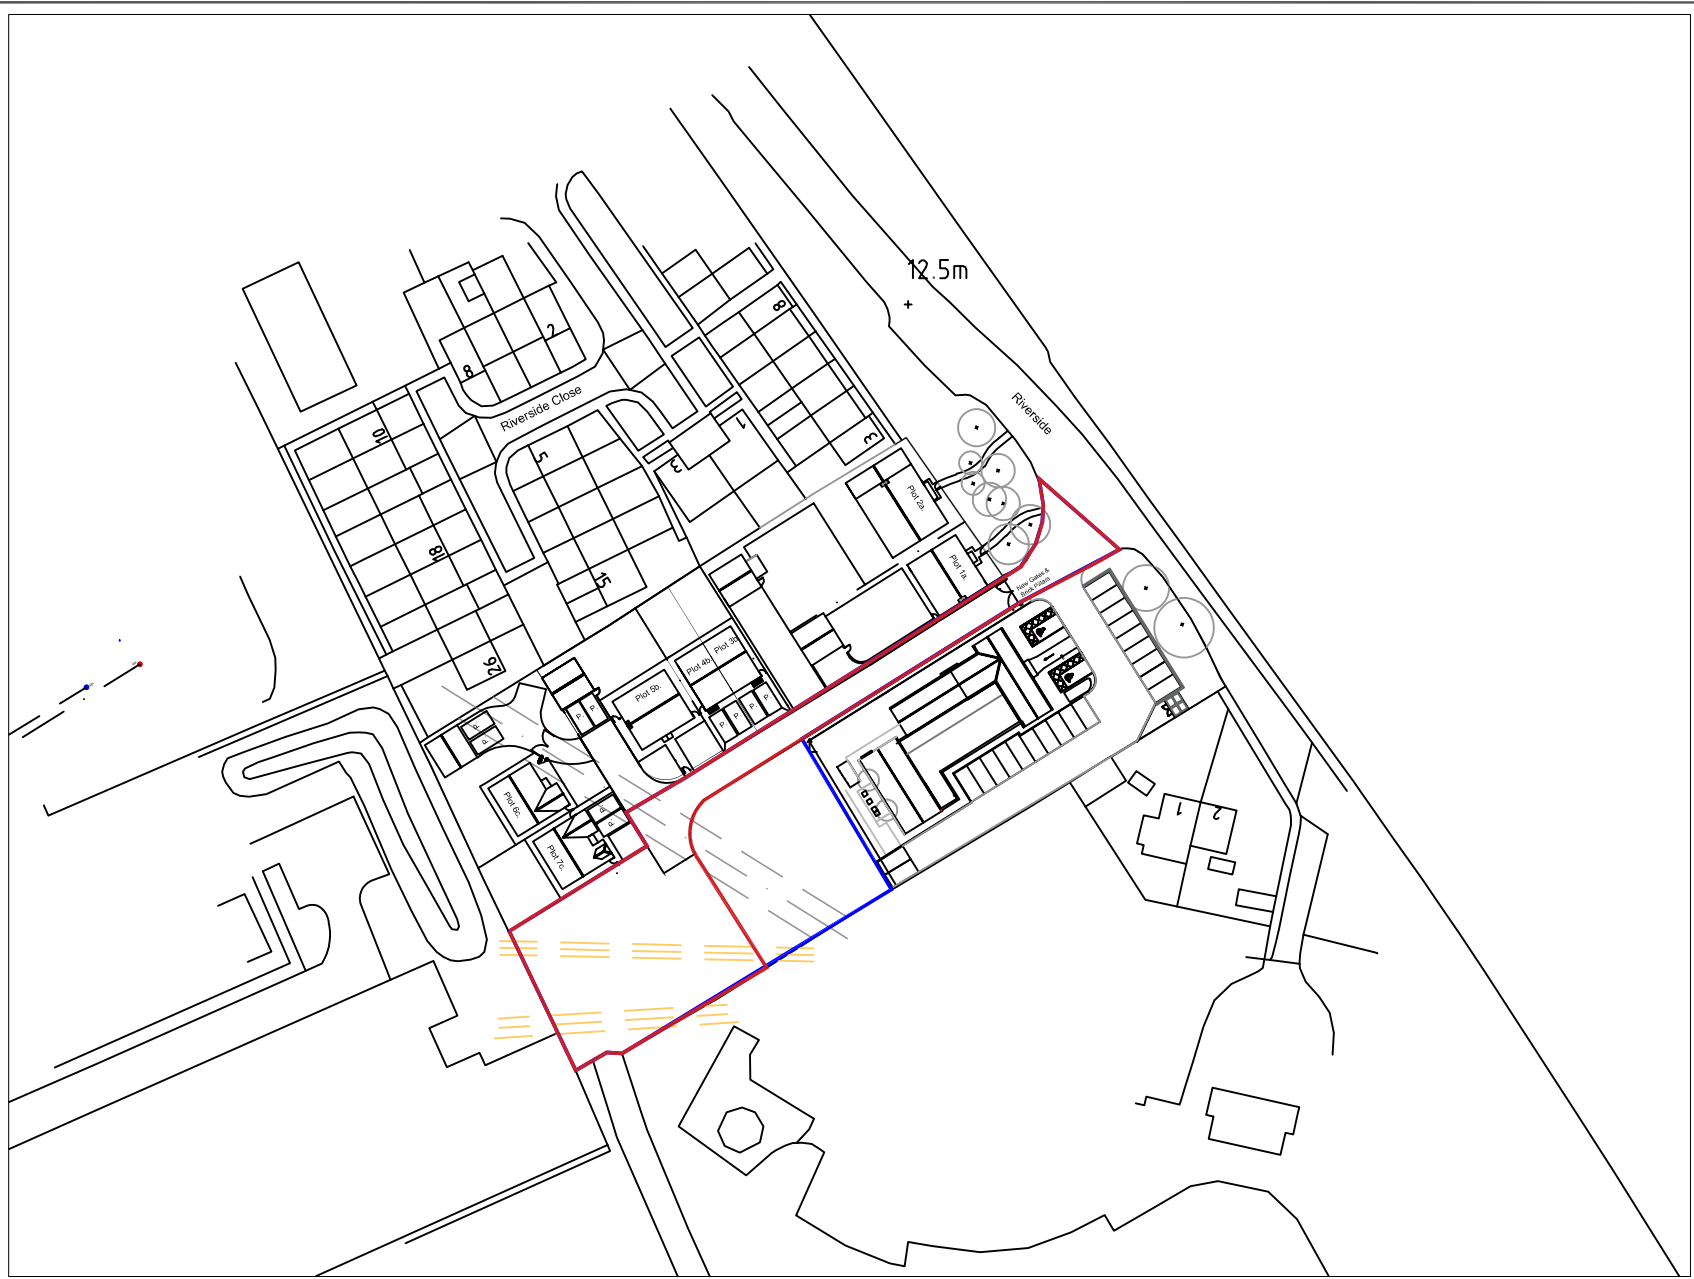 12.5m
Riverside
8
2
8
Riverside Close
10
1
3
5
3
Plot 2a.
18
15
Plot 1a.
New Gates &
Brick Pillars
26
Plot 3b
Plot 4b
Plot 5b.
P.
P.
P.
P.
P.
P.
P.
P.
Plot 6c.
P.
P.
Plot 7c.
1
2